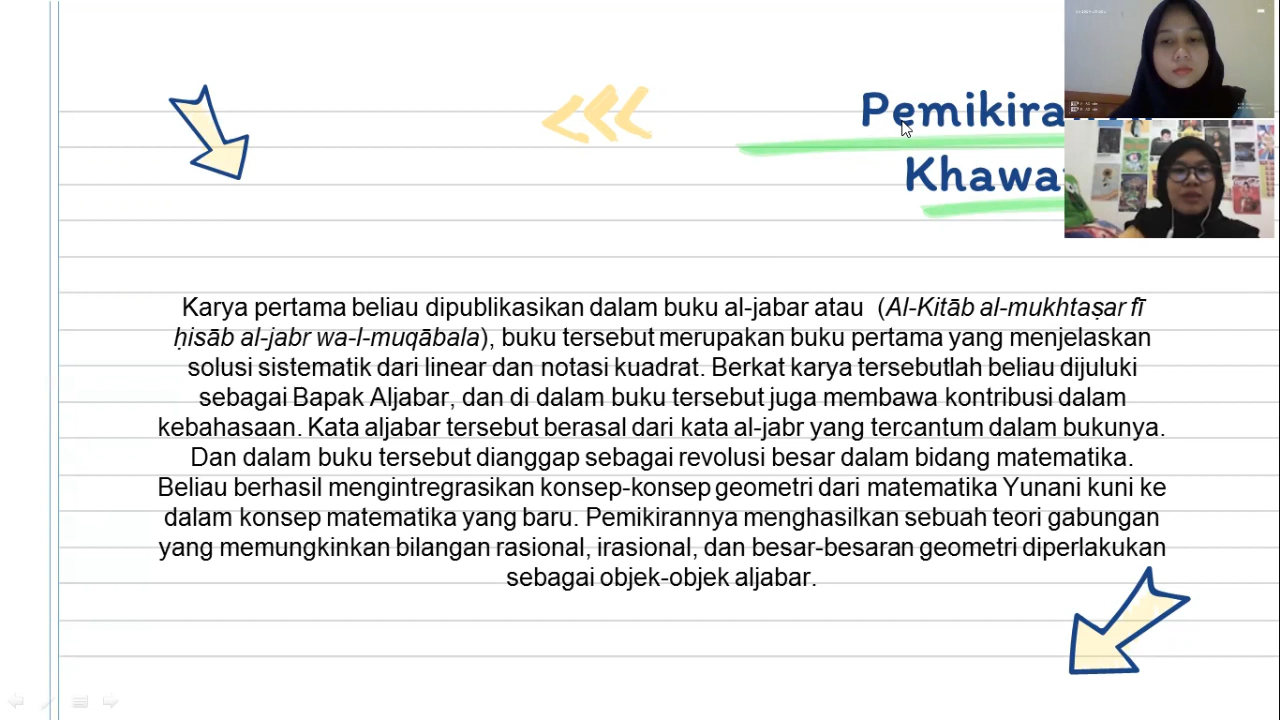 Khawa
Karya pertama beliau dipublikasikan dalam buku al-jabar atau (Al-Kitāb al-mukhtaṣar fī
ḥisāb al-jabr wa-l-muqābala), buku tersebut merupakan buku pertama yang menjelaskan
solusi sistematik dari linear dan notasi kuadrat. Berkat karya tersebutlah beliau dijuluki
sebagai Bapak Aljabar, dan di dalam buku tersebut juga membawa kontribusi dalam
kebahasaan. Kata aljabar tersebut berasal dari kata al-jabr yang tercantum dalam bukunya.
Dan dalam buku tersebut dianggap sebagai revolusi besar dalam bidang matematika.
Beliau berhasil mengintregrasikan konsep-konsep geometri dari matematika Yunani kuni ke
dalam konsep matematika yang baru. Pemikirannya menghasilkan sebuah teori gabungan
yang memungkinkan bilangan rasional, irasional, dan besar-besaran geometri diperlakukan
sebagai objek-objek aljabar.